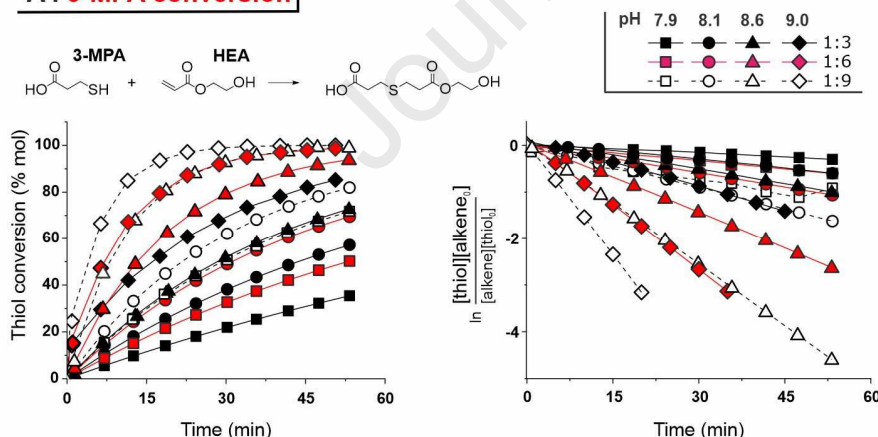 3-MPA conversion
Jour
pH 7.9 8.1 8.6 9.0
1:3
1:6
1:9
3-MPA HEA
HO O SH + O O OH HO O S O O OH
Thiol conversion (% mol)
100
80
60
40
20
0
0 15 30 45 60
Time (min)
ln [thiol][alkene₀] / [alkene][thiol₀]
0
-2
-4
0 15 30 45 60
Time (min)